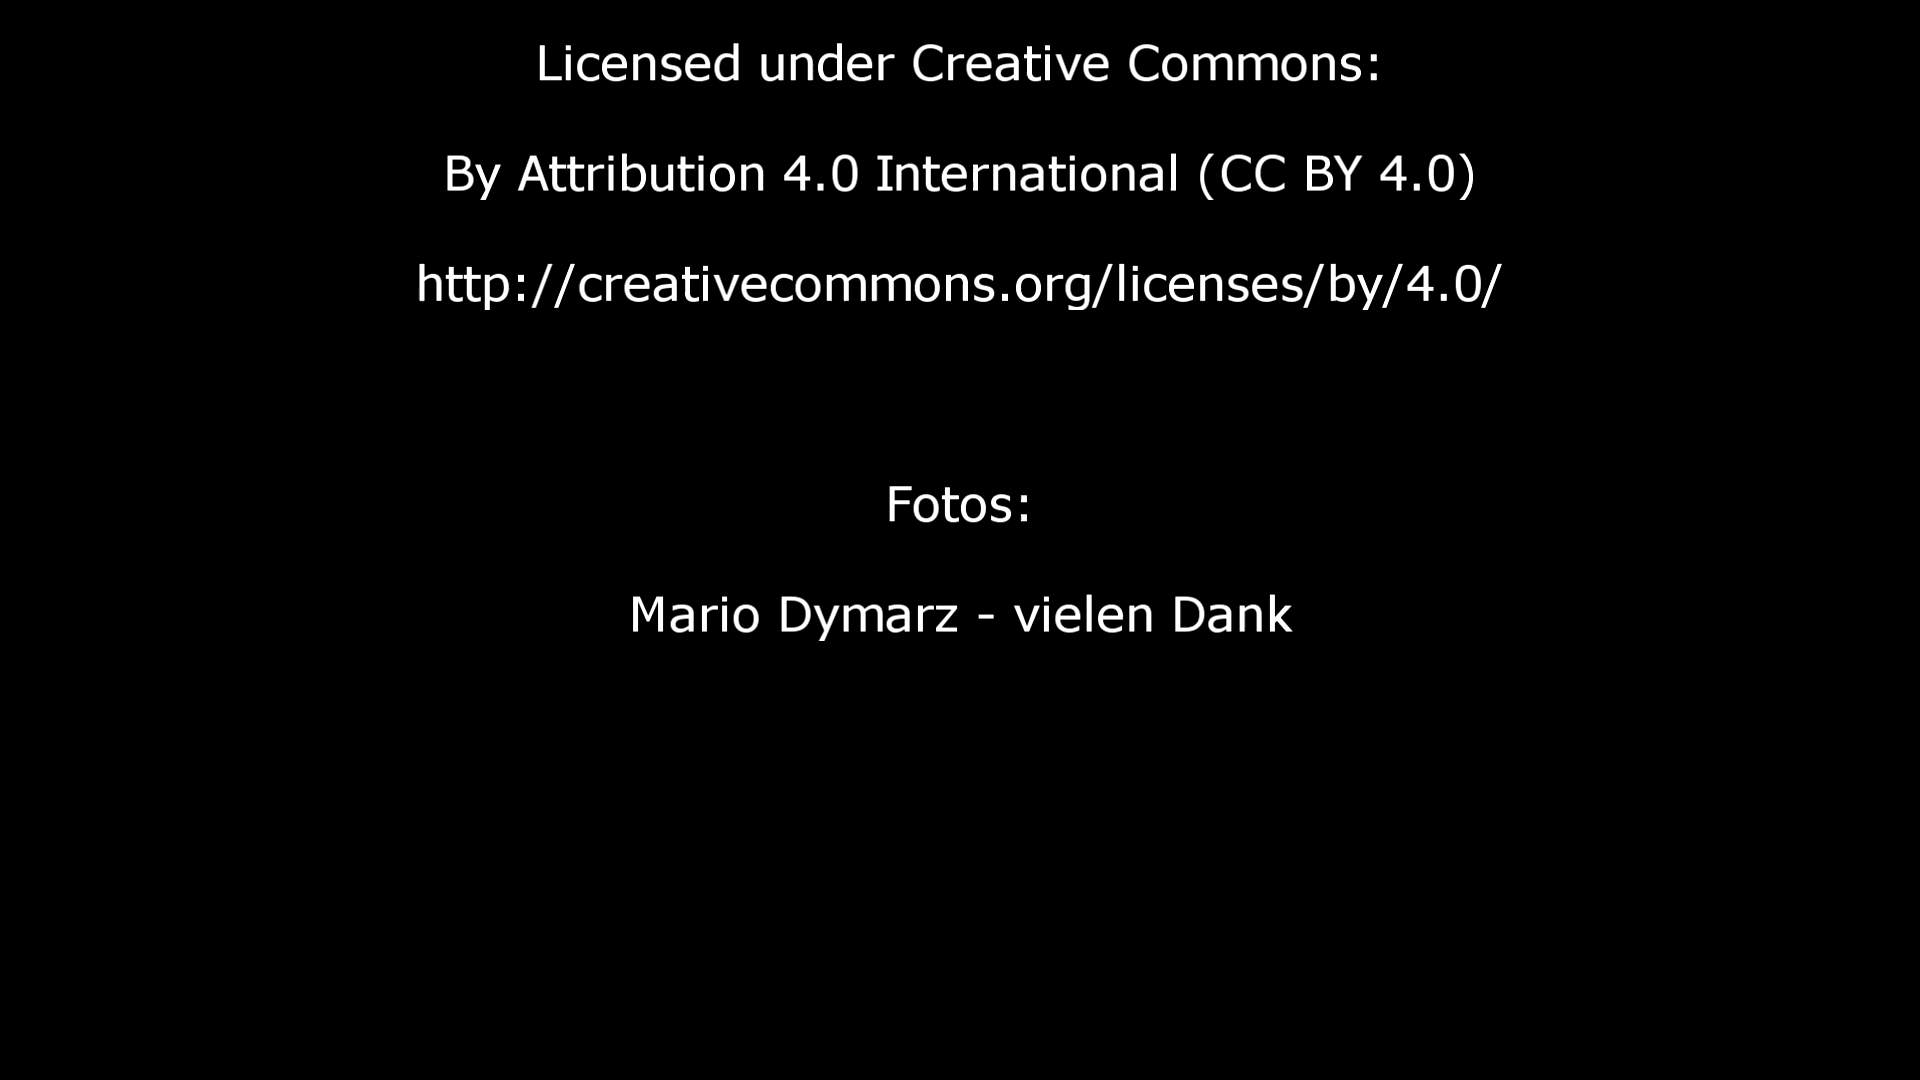 Licensed under Creative Commons:
By Attribution 4.0 International (CC BY 4.0)
http://creativecommons.org/licenses/by/4.0/
Fotos:
Mario Dymarz - vielen Dank